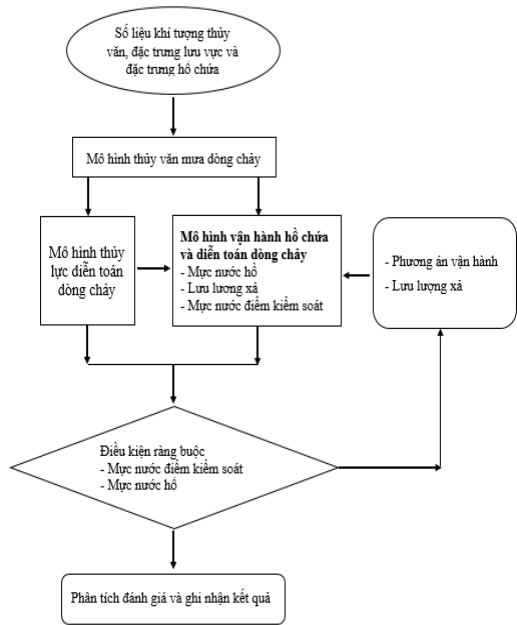 Số liệu khí tượng thủy
văn, đặc trưng lưu vực và
đặc trưng hồ chứa
Mô hình thủy văn mưa dòng chảy
Mô hình thủy
lực diễn toán
dòng chảy
Mô hình vận hành hồ chứa
và diễn toán dòng chảy
- Mực nước hồ
- Lưu lương xả
- Mực nước điểm kiểm soát
- Phương án vận hành
- Lưu lượng xả
Điều kiện ràng buộc
- Mực nước điểm kiểm soát
- Mực nước hồ
Phân tích đánh giá và ghi nhận kết quả